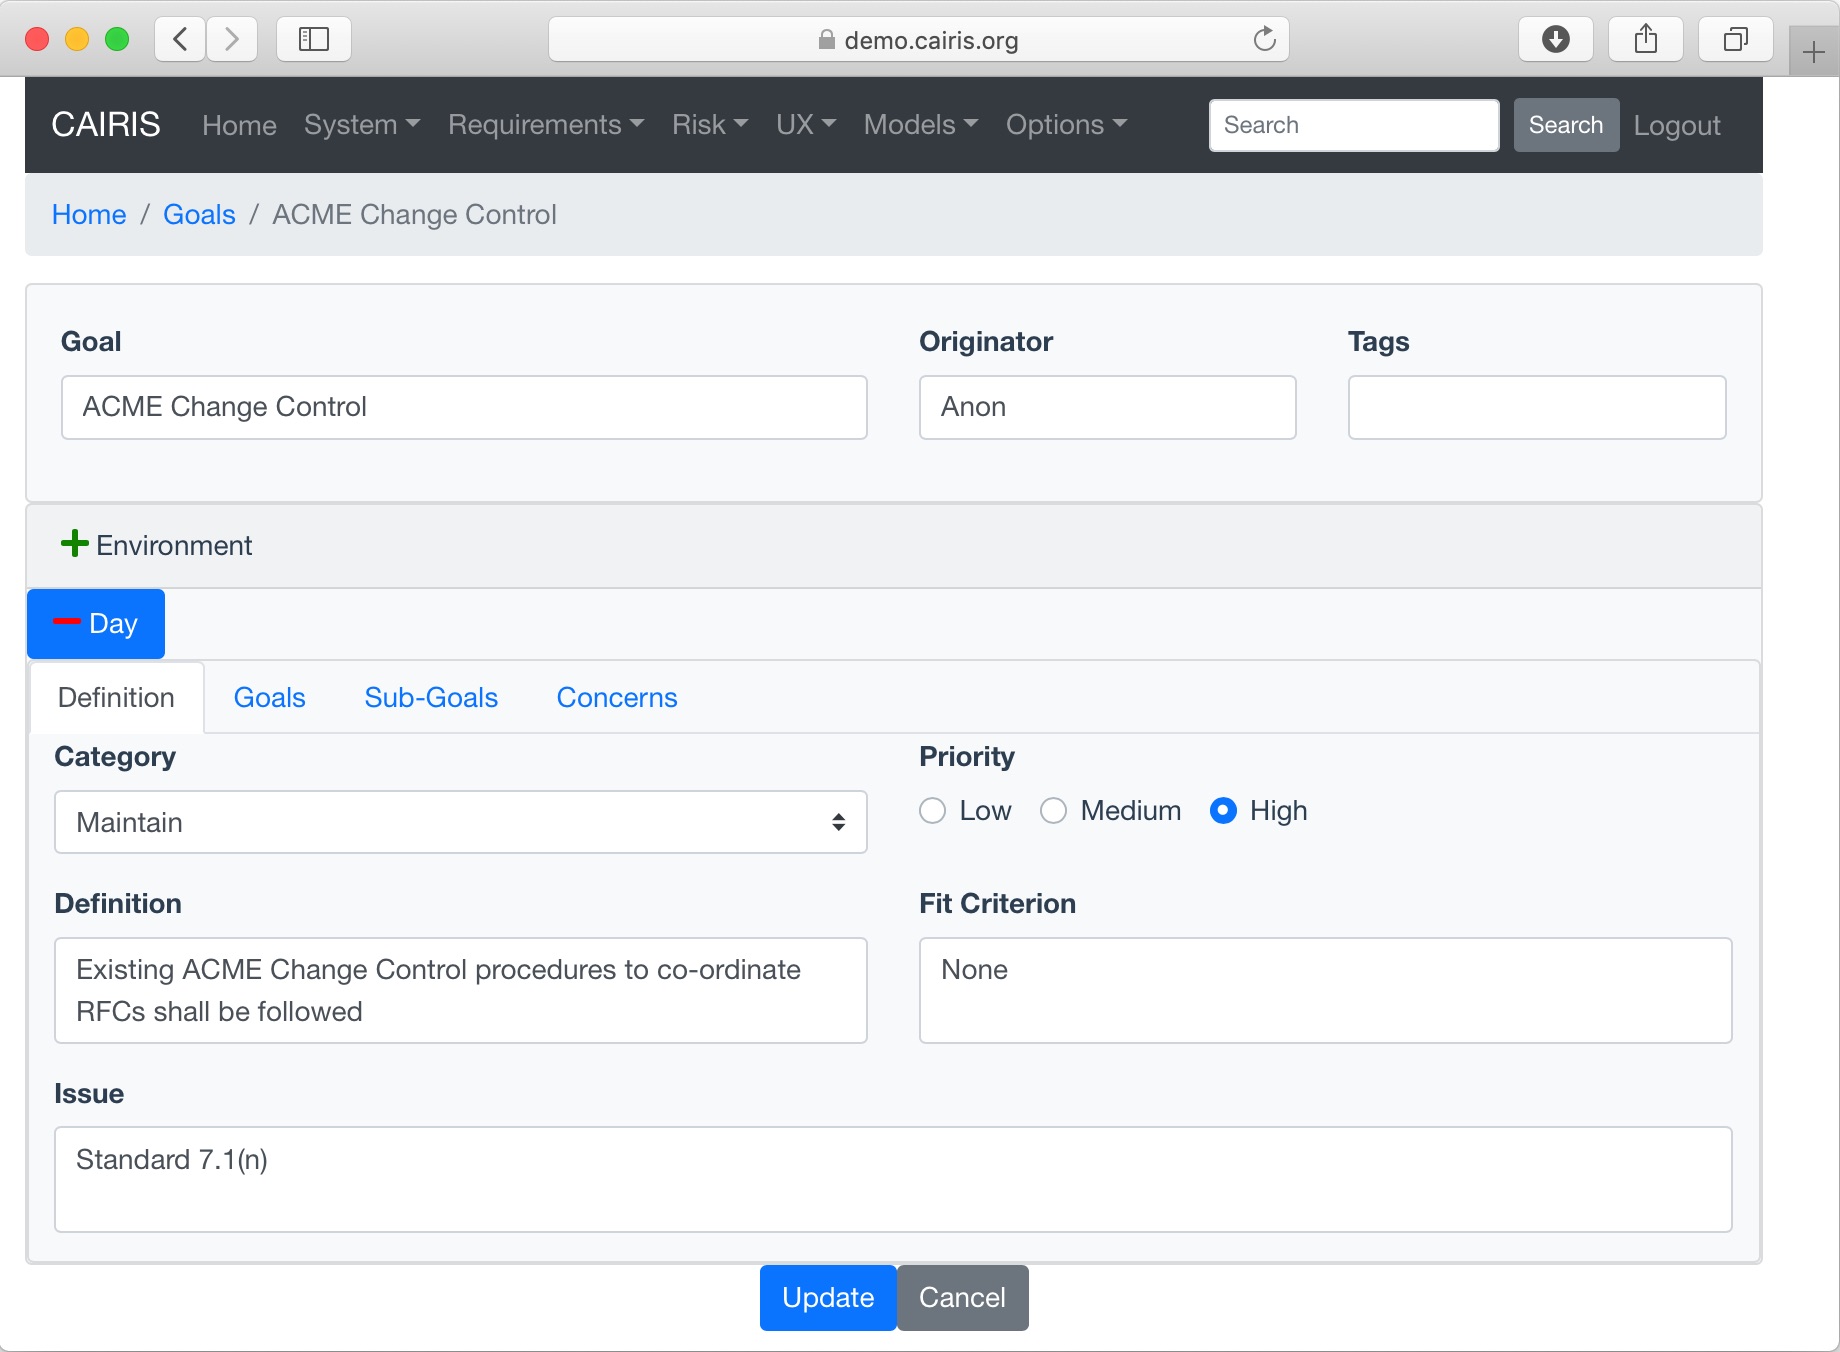 demo.cairis.org
CAIRIS Home System Requirements Risk UX Models Options Search Search Logout
Home / Goals / ACME Change Control
Goal Originator Tags
ACME Change Control Anon
Environment
Day
Definition Goals Sub-Goals Concerns
Category Priority
Maintain Low Medium High
Definition Fit Criterion
Existing ACME Change Control procedures to co-ordinate None
RFCs shall be followed
Issue
Standard 7.1(n)
Update Cancel